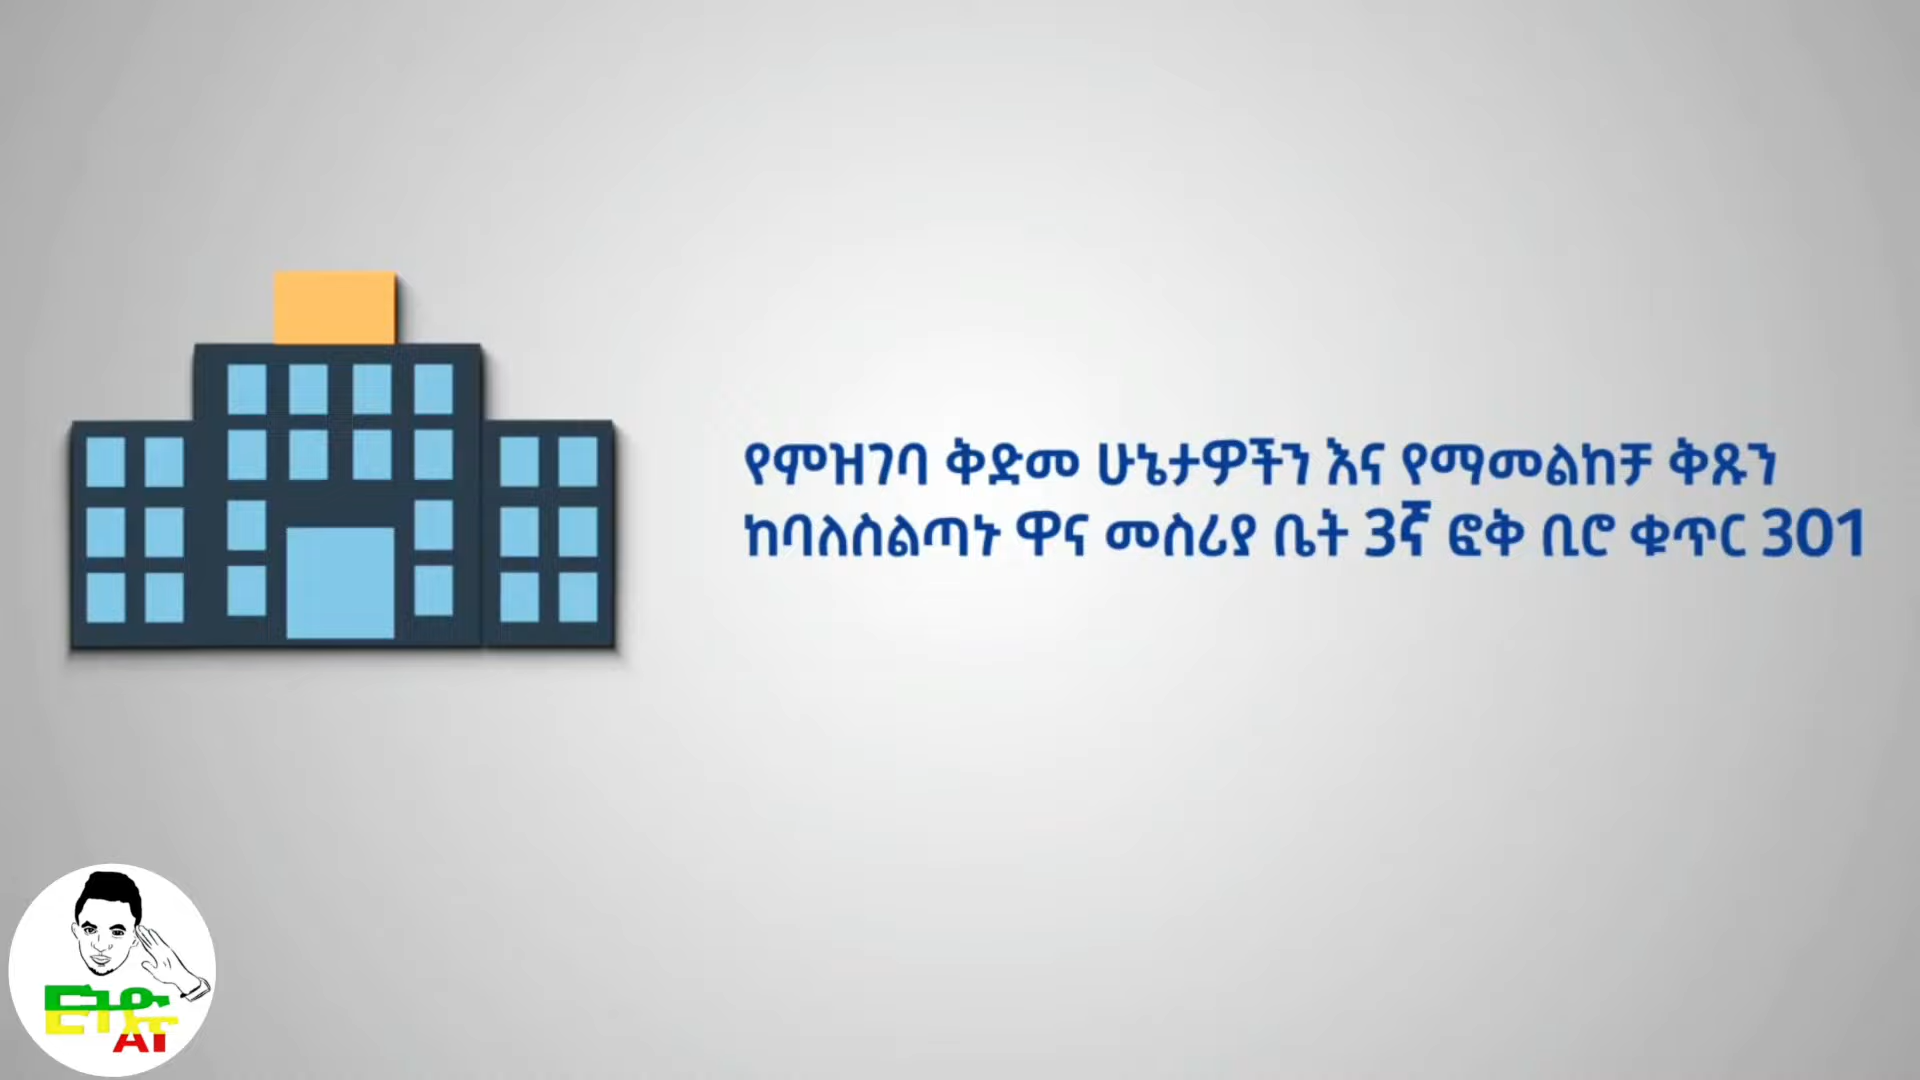 የምዝገባ ቅድመ ሁኔታዎችን እና የማመልከቻ ቅጹን
ከባለስልጣኑ ዋና መስሪያ ቤት 3ኛ ፎቅ ቢሮ ቁጥር 301